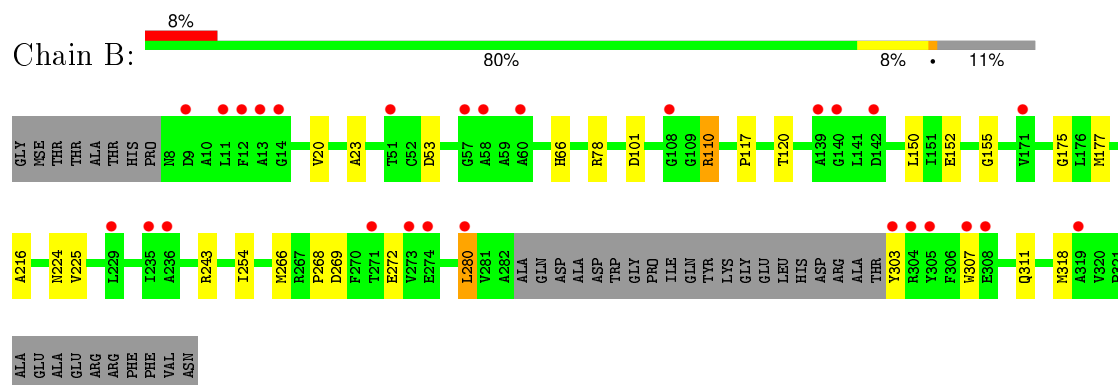 8%
Chain B:
80% 8% • 11%
GLY MSE THR THR ALA THR HIS PRO N8 D9 A10 L11 F12 A13 G14 V20 A23 T51 C52 D53 G57 A58 A59 A60 H66 R78 D101 G108 G109 R110 P117 T120 A139 G140 L141 D142 L150 I151 E152 G155 V171 G175 L176 M177
A216 N224 V225 L229 I235 A236 R243 I254 M266 R267 P268 D269 F270 T271 E272 V273 E274 L280 V281 A282 ALA GLN ASP ALA ASP TRP GLY PRO ILE GLN TYR LYS GLY GLU LEU HIS ASP ARG ALA THR Y303 R304 Y305 F306 W307 E308 Q311 M318 A319 V320
ALA GLU ALA GLU ARG ARG PHE PHE VAL ASN